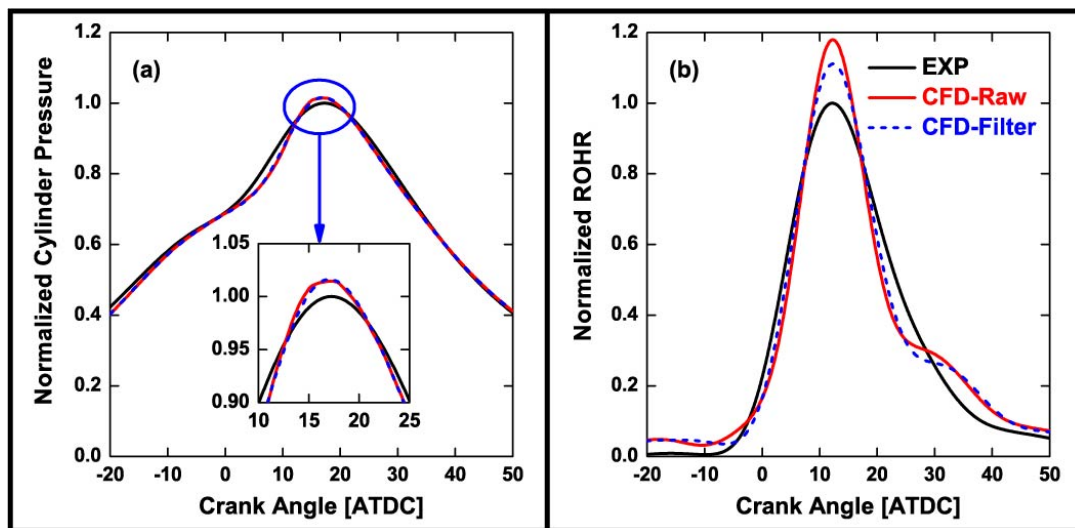 (a)
Normalized Cylinder Pressure
1.2
1.0
0.8
0.6
0.4
0.2
0.0
-20 -10 0 10 20 30 40 50
Crank Angle [ATDC]
1.05
1.00
0.95
0.90
10 15 20 25
(b)
EXP
CFD-Raw
CFD-Filter
Normalized ROHR
1.2
1.0
0.8
0.6
0.4
0.2
0.0
-20 -10 0 10 20 30 40 50
Crank Angle [ATDC]